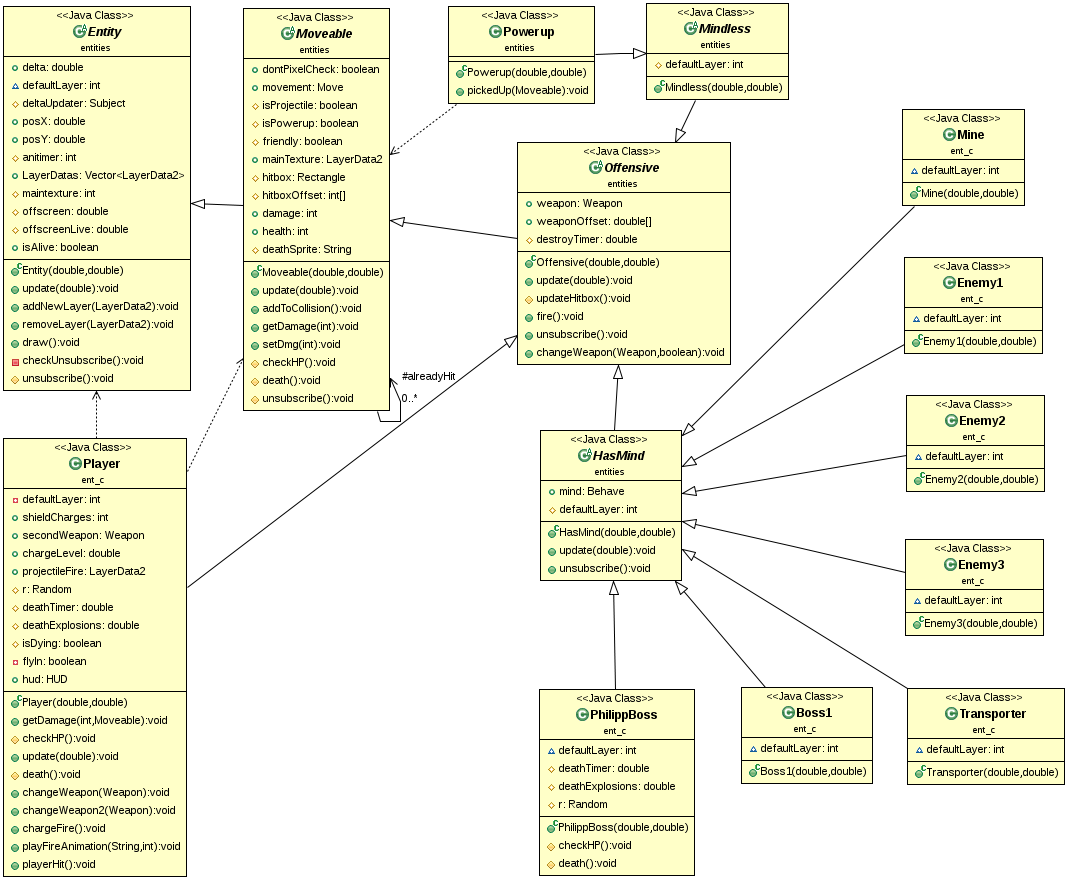 <<Java Class>>
Entity
entities
delta: double
defaultLayer: int
deltaUpdater: Subject
posX: double
posY: double
anitimer: int
LayerDatas: Vector<LayerData2>
maintexture: int
offscreen: double
offscreenLive: double
isAlive: boolean
Entity(double,double)
update(double):void
addNewLayer(LayerData2):void
removeLayer(LayerData2):void
draw():void
checkUnsubscribe():void
unsubscribe():void
<<Java Class>>
Moveable
entities
dontPixelCheck: boolean
movement: Move
isProjectile: boolean
isPowerup: boolean
friendly: boolean
mainTexture: LayerData2
hitbox: Rectangle
hitboxOffset: int[]
damage: int
health: int
deathSprite: String
Moveable(double,double)
update(double):void
addToCollision():void
getDamage(int):void
setDmg(int):void
checkHP():void
death():void
unsubscribe():void
#alreadyHit
0..*
<<Java Class>>
Powerup
entities
Powerup(double,double)
pickedUp(Moveable):void
<<Java Class>>
Mindless
entities
defaultLayer: int
Mindless(double,double)
<<Java Class>>
Offensive
entities
weapon: Weapon
weaponOffset: double[]
destroyTimer: double
Offensive(double,double)
update(double):void
updateHitbox():void
fire():void
unsubscribe():void
changeWeapon(Weapon,boolean):void
<<Java Class>>
Mine
ent_c
defaultLayer: int
Mine(double,double)
<<Java Class>>
Enemy1
ent_c
defaultLayer: int
Enemy1(double,double)
<<Java Class>>
Enemy2
ent_c
defaultLayer: int
Enemy2(double,double)
<<Java Class>>
Enemy3
ent_c
defaultLayer: int
Enemy3(double,double)
<<Java Class>>
HasMind
entities
mind: Behave
defaultLayer: int
HasMind(double,double)
update(double):void
unsubscribe():void
<<Java Class>>
Player
ent_c
defaultLayer: int
shieldCharges: int
secondWeapon: Weapon
chargeLevel: double
projectileFire: LayerData2
r: Random
deathTimer: double
deathExplosions: double
isDying: boolean
flyIn: boolean
hud: HUD
Player(double,double)
getDamage(int,Moveable):void
checkHP():void
update(double):void
death():void
changeWeapon(Weapon):void
changeWeapon2(Weapon):void
chargeFire():void
playFireAnimation(String,int):void
playerHit():void
<<Java Class>>
PhilippBoss
ent_c
defaultLayer: int
deathTimer: double
deathExplosions: double
r: Random
PhilippBoss(double,double)
checkHP():void
death():void
<<Java Class>>
Boss1
ent_c
defaultLayer: int
Boss1(double,double)
<<Java Class>>
Transporter
ent_c
defaultLayer: int
Transporter(double,double)